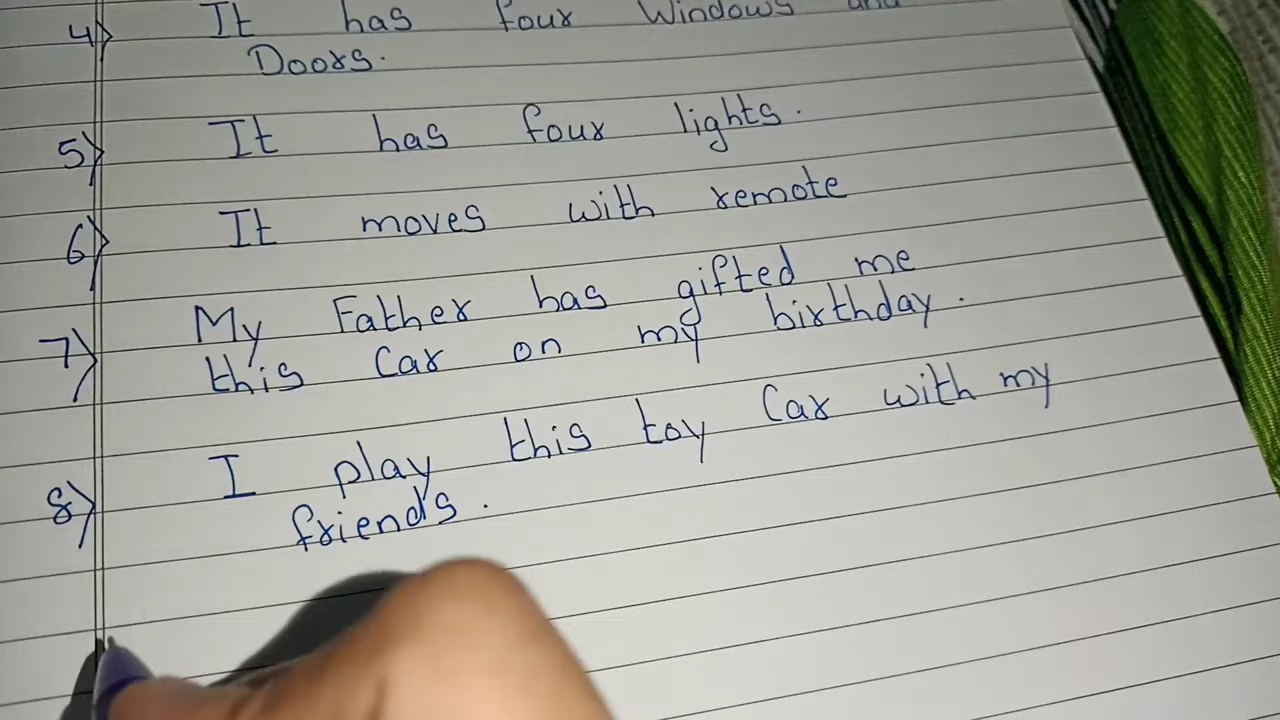 4) It has four Windows and
Doors.
5) It has four lights.
6) It moves with remote
7) My Father has gifted me
this Car on my birthday.
8) I play this toy Car with my
friends.